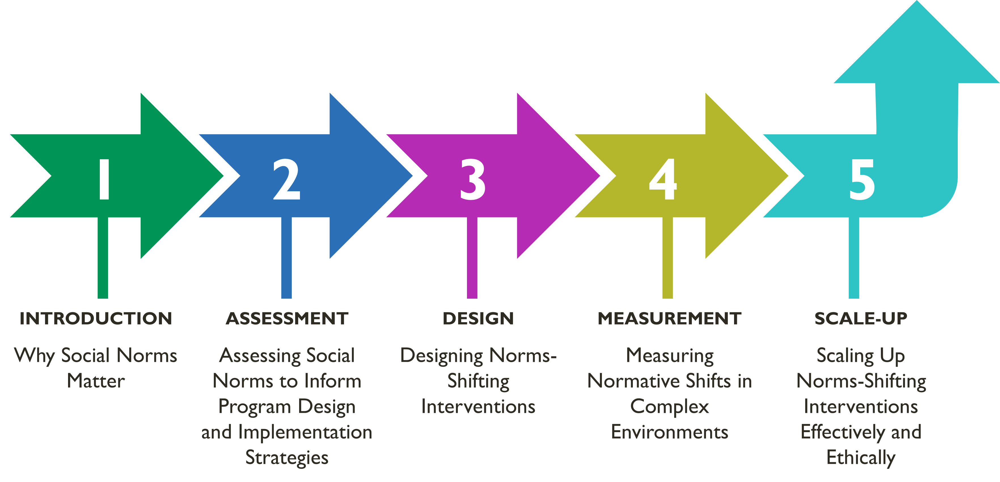 1
2
3
4
5
INTRODUCTION
Why Social Norms
Matter
ASSESSMENT
Assessing Social
Norms to Inform
Program Design
and Implementation
Strategies
DESIGN
Designing Norms-
Shifting
Interventions
MEASUREMENT
Measuring
Normative Shifts in
Complex
Environments
SCALE-UP
Scaling Up
Norms-Shifting
Interventions
Effectively and
Ethically